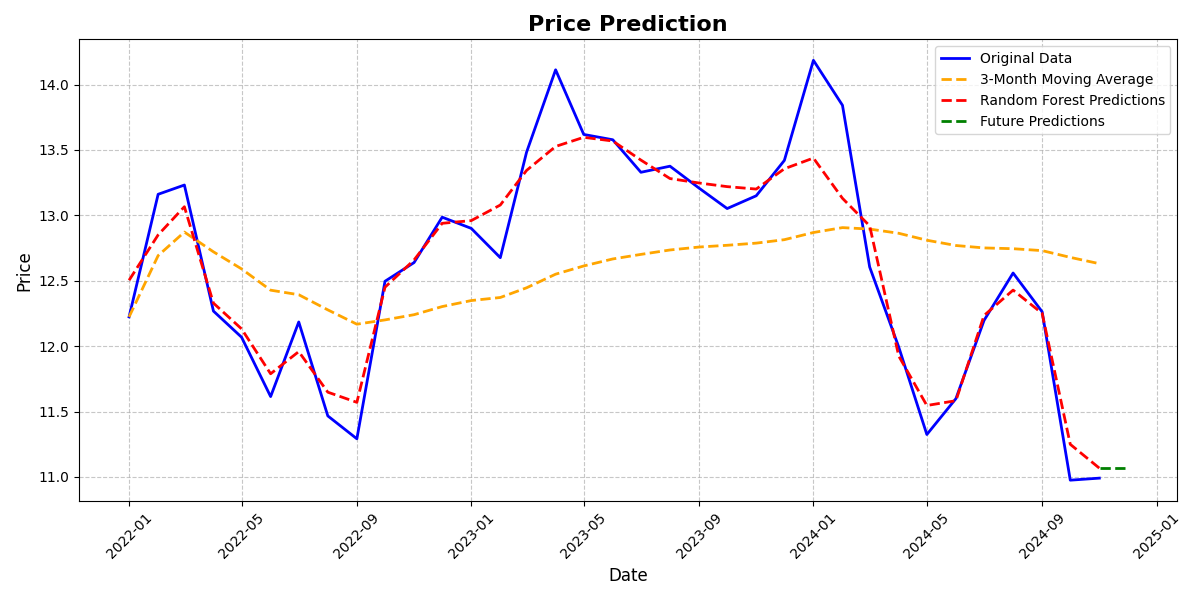 Price Prediction
Original Data
3-Month Moving Average
Random Forest Predictions
Future Predictions
Price
14.0
13.5
13.0
12.5
12.0
11.5
11.0
2022-01
2022-05
2022-09
2023-01
2023-05
2023-09
2024-01
2024-05
2024-09
2025-01
Date